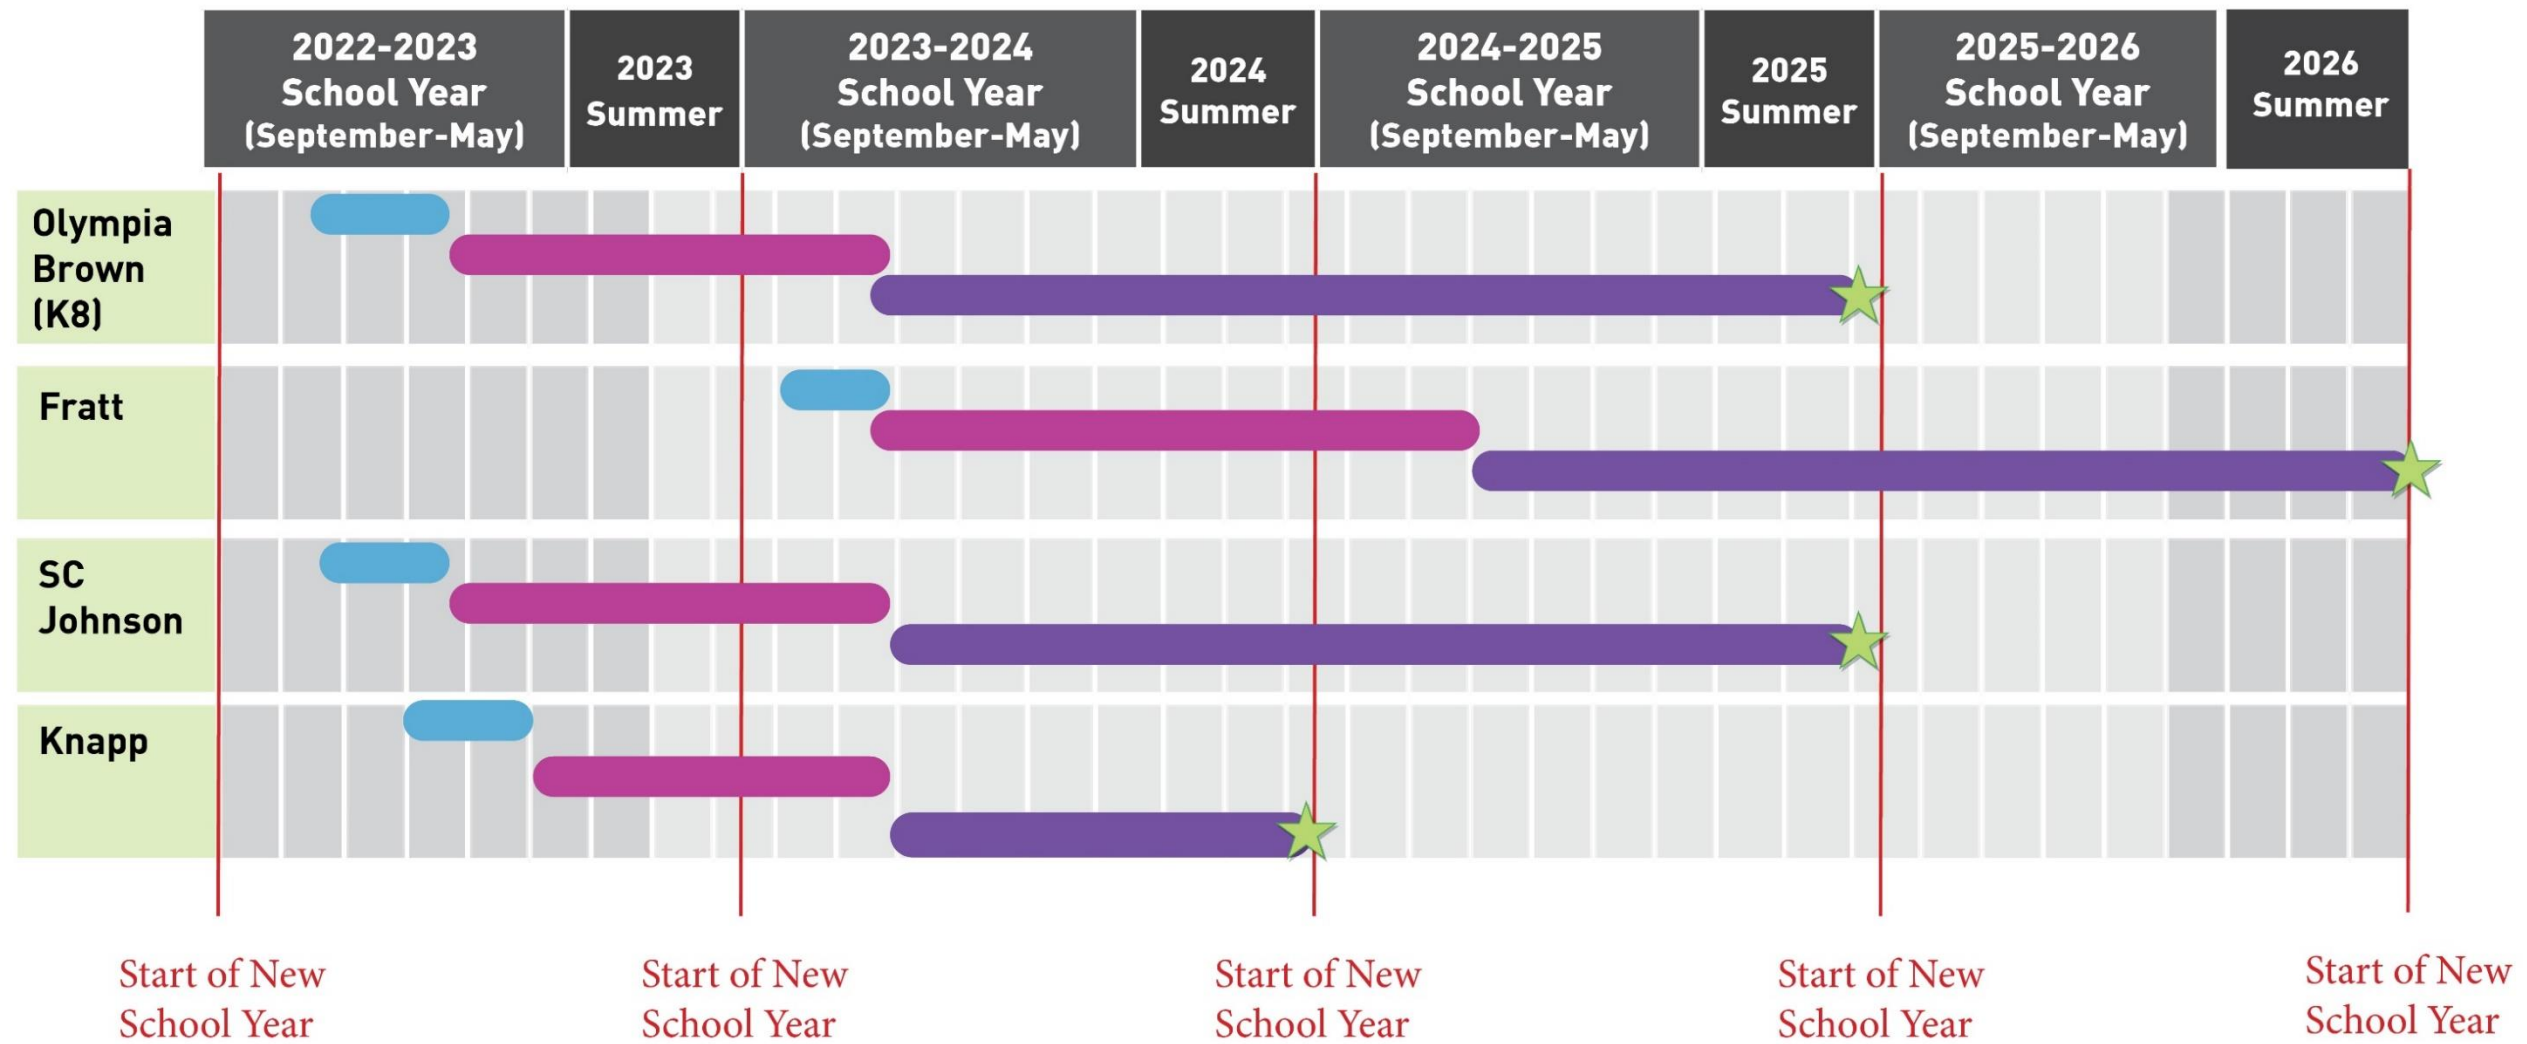 2022-2023
School Year
(September-May)
2023
Summer
2023-2024
School Year
(September-May)
2024
Summer
2024-2025
School Year
(September-May)
2025
Summer
2025-2026
School Year
(September-May)
2026
Summer
Olympia
Brown
(K8)
Fratt
SC
Johnson
Knapp
Start of New
School Year
Start of New
School Year
Start of New
School Year
Start of New
School Year
Start of New
School Year